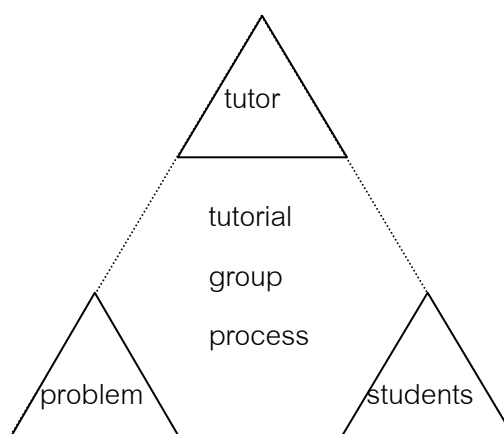 tutor
tutorial
group
process
problem
students